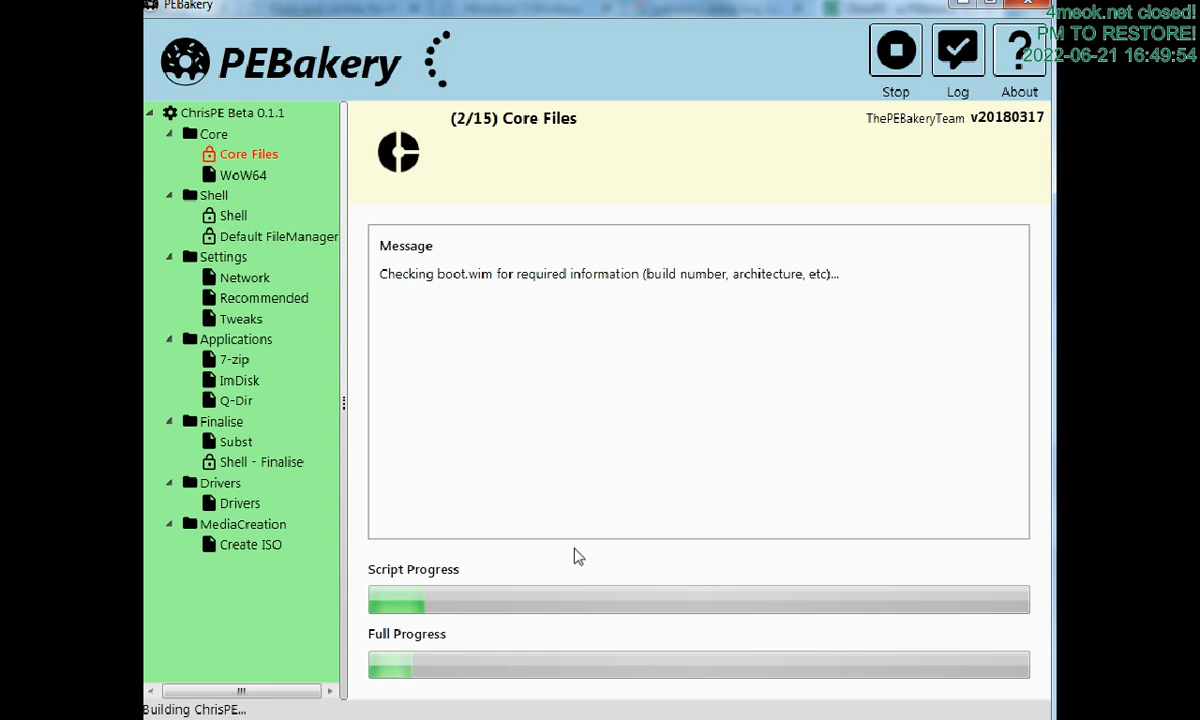 PEBakery
4meok.net closed!
PM TO RESTORE!
2022-06-21 16:49:54
PEBakery
Stop
Log
About
ChrisPE Beta 0.1.1
Core
Core Files
WoW64
Shell
Shell
Default FileManager
Settings
Network
Recommended
Tweaks
Applications
7-zip
ImDisk
Q-Dir
Finalise
Subst
Shell - Finalise
Drivers
Drivers
MediaCreation
Create ISO
(2/15) Core Files
ThePEBakeryTeam v20180317
Message
Checking boot.wim for required information (build number, architecture, etc)...
Script Progress
Full Progress
Building ChrisPE...